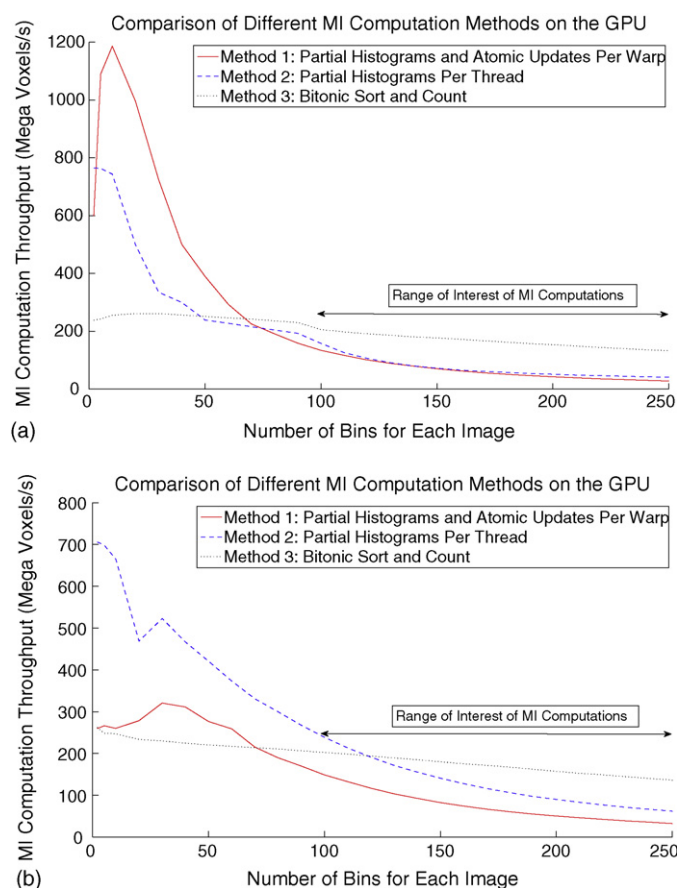 Comparison of Different MI Computation Methods on the GPU
1200
1000
800
600
400
200
0
MI Computation Throughput (Mega Voxels/s)
Method 1: Partial Histograms and Atomic Updates Per Warp
Method 2: Partial Histograms Per Thread
Method 3: Bitonic Sort and Count
Range of Interest of MI Computations
0 50 100 150 200 250
Number of Bins for Each Image
(a)
Comparison of Different MI Computation Methods on the GPU
800
700
600
500
400
300
200
100
0
MI Computation Throughput (Mega Voxels/s)
Method 1: Partial Histograms and Atomic Updates Per Warp
Method 2: Partial Histograms Per Thread
Method 3: Bitonic Sort and Count
Range of Interest of MI Computations
0 50 100 150 200 250
Number of Bins for Each Image
(b)